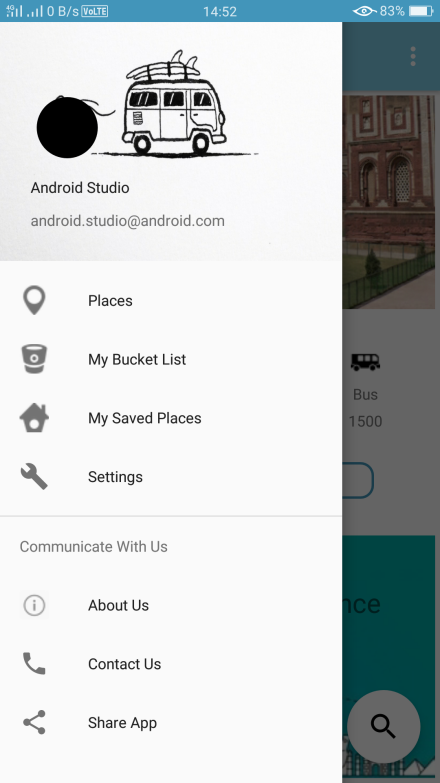 4G 0 B/s VoLTE 14:52 83%
Android Studio
android.studio@android.com
Places
My Bucket List
My Saved Places
Settings
Communicate With Us
About Us
Contact Us
Share App
Bus
1500
nce